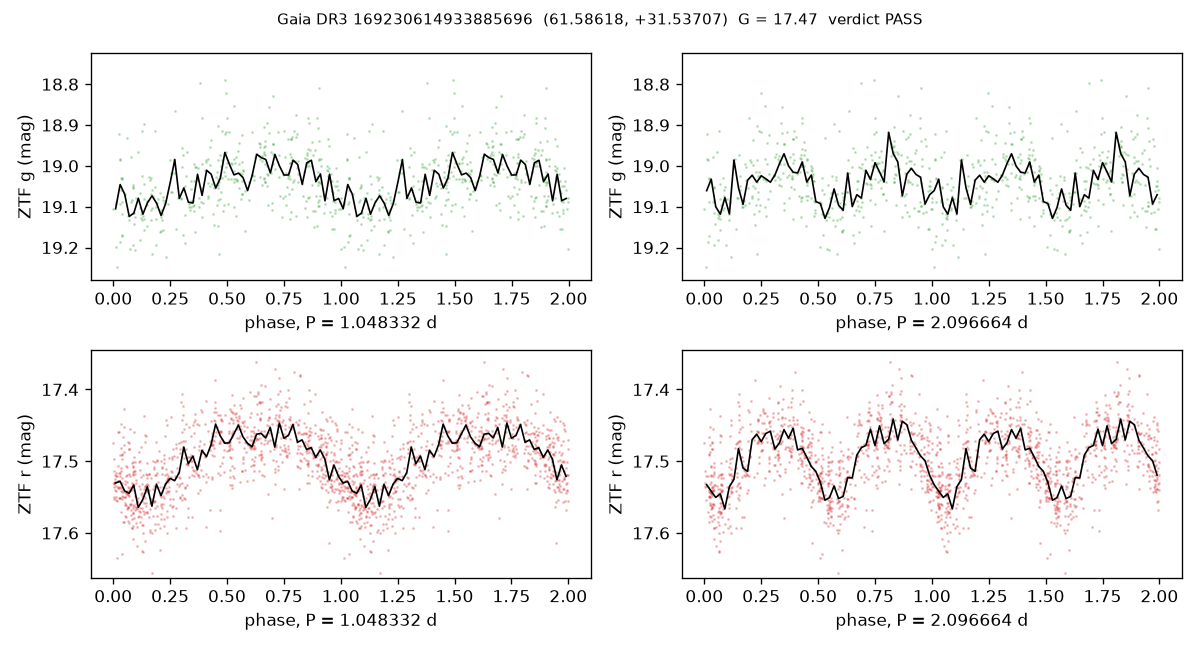 Gaia DR3 169230614933885696  (61.58618, +31.53707)  G = 17.47  verdict PASS
ZTF g (mag)
18.8
18.9
19.0
19.1
19.2
0.00 0.25 0.50 0.75 1.00 1.25 1.50 1.75 2.00
phase, P = 1.048332 d
ZTF g (mag)
18.8
18.9
19.0
19.1
19.2
0.00 0.25 0.50 0.75 1.00 1.25 1.50 1.75 2.00
phase, P = 2.096664 d
ZTF r (mag)
17.4
17.5
17.6
0.00 0.25 0.50 0.75 1.00 1.25 1.50 1.75 2.00
phase, P = 1.048332 d
ZTF r (mag)
17.4
17.5
17.6
0.00 0.25 0.50 0.75 1.00 1.25 1.50 1.75 2.00
phase, P = 2.096664 d